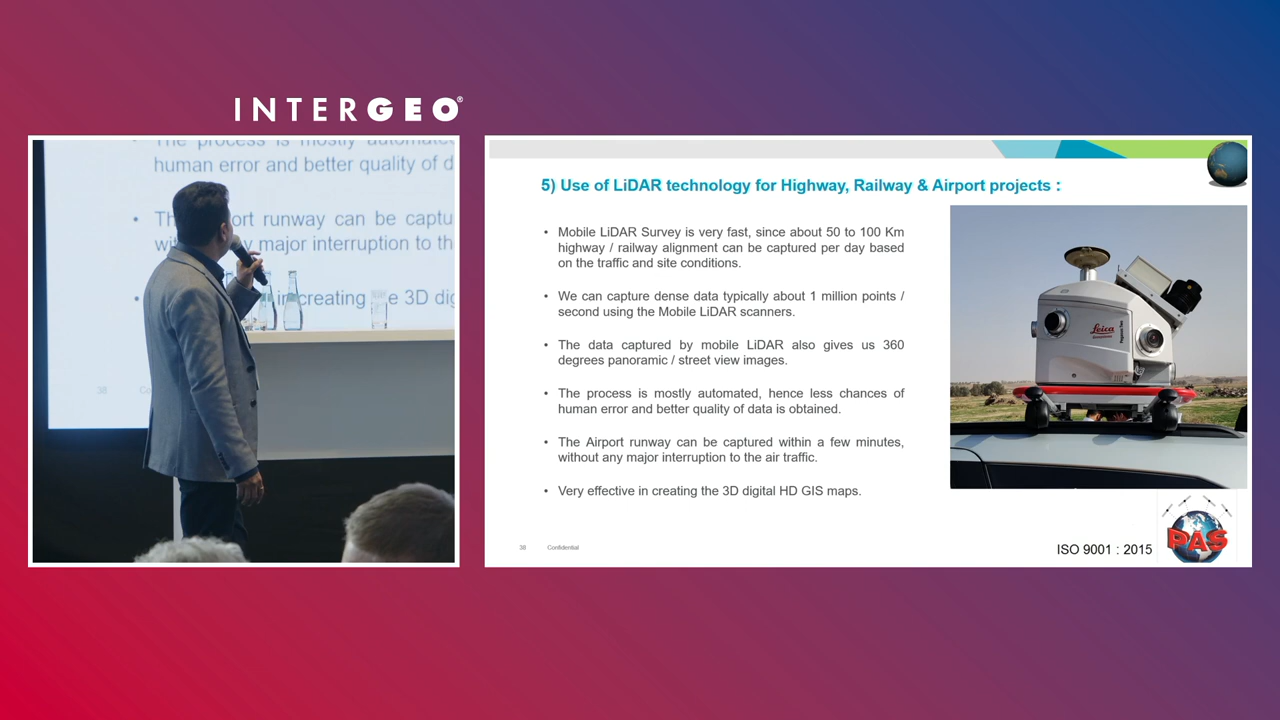 INTERGEO®
The process is mostly automate
human error and better quality of d
ort runway can be captu
major interruption to th
in creating e 3D dig
38
5) Use of LiDAR technology for Highway, Railway & Airport projects :
• Mobile LiDAR Survey is very fast, since about 50 to 100 Km
highway / railway alignment can be captured per day based
on the traffic and site conditions.
• We can capture dense data typically about 1 million points /
second using the Mobile LiDAR scanners.
• The data captured by mobile LiDAR also gives us 360
degrees panoramic / street view images.
• The process is mostly automated, hence less chances of
human error and better quality of data is obtained.
• The Airport runway can be captured within a few minutes,
without any major interruption to the air traffic.
• Very effective in creating the 3D digital HD GIS maps.
Leica
38 Confidential
ISO 9001 : 2015
PAS